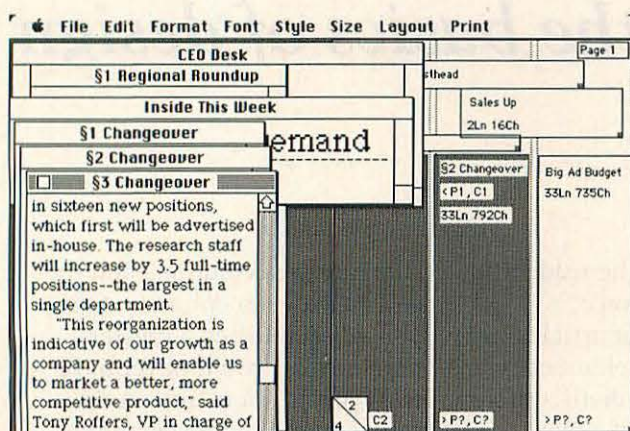 File Edit Format Font Style Size Layout Print
CEO Desk
Page 1
§1 Regional Roundup
sthead
Inside This Week
Sales Up
2Ln 16Ch
§1 Changeover
emand
§2 Changeover
§2 Changeover
Big Ad Budget
§3 Changeover
<P1,C1
33Ln 735Ch
33Ln 792Ch
in sixteen new positions,
which first will be advertised
in-house. The research staff
will increase by 3.5 full-time
positions--the largest in a
single department.
"This reorganization is
indicative of our growth as a
company and will enable us
to market a better, more
competitive product," said
Tony Roffers, VP in charge of
2
4
C2
>P?,C?
>P?,C?